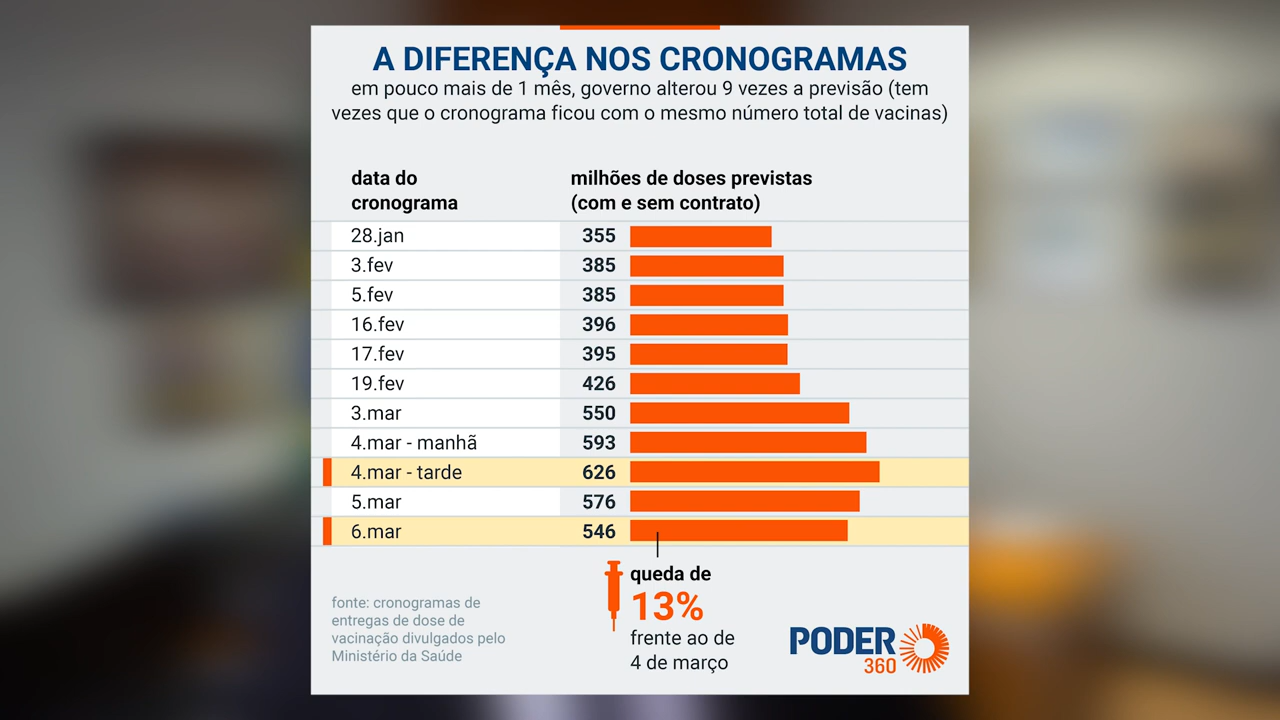 A DIFERENÇA NOS CRONOGRAMAS
em pouco mais de 1 mês, governo alterou 9 vezes a previsão (tem
vezes que o cronograma ficou com o mesmo número total de vacinas)
data do
cronograma
milhões de doses previstas
(com e sem contrato)
28.jan 355
3.fev 385
5.fev 385
16.fev 396
17.fev 395
19.fev 426
3.mar 550
4.mar - manhã 593
4.mar - tarde 626
5.mar 576
6.mar 546
queda de
13%
frente ao de
4 de março
fonte: cronogramas de
entregas de dose de
vacinação divulgados pelo
Ministério da Saúde
PODER
360